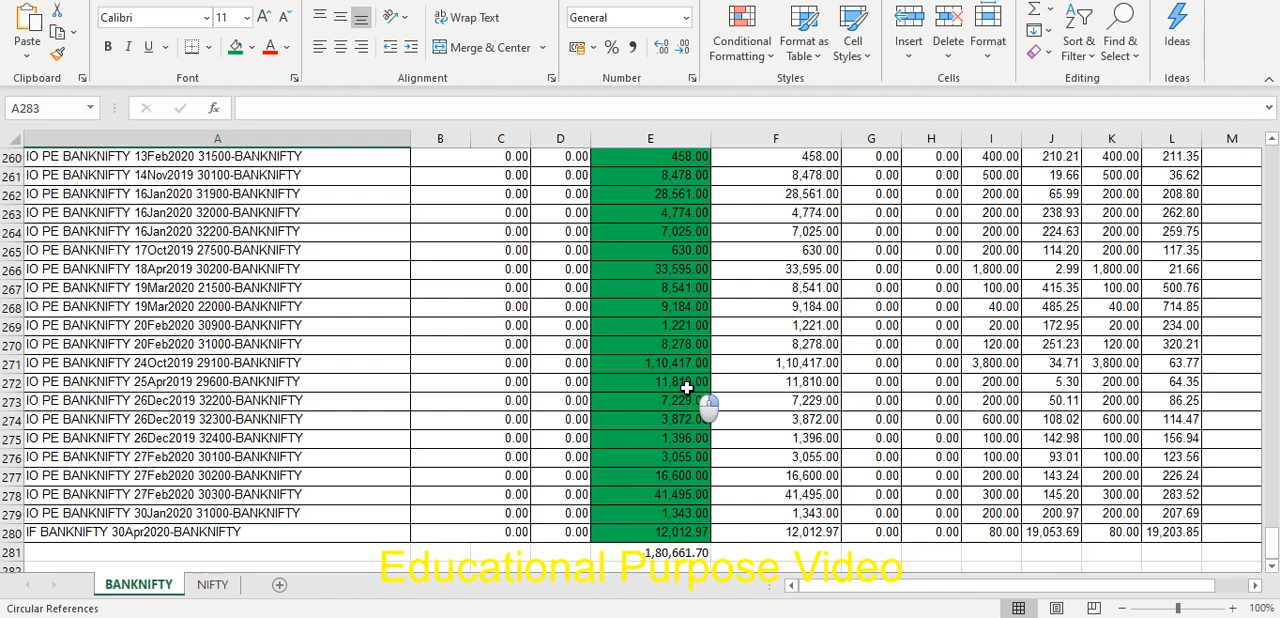 Calibri 11 Wrap Text General
Paste B I U Merge & Center % Conditional Formatting Format as Table Cell Styles Insert Delete Format Sort & Filter Find & Select Ideas
Clipboard Font Alignment Number Styles Cells Editing Ideas
A283 fx
A B C D E F G H I J K L M
260 IO PE BANKNIFTY 13Feb2020 31500-BANKNIFTY 0.00 0.00 458.00 458.00 0.00 0.00 400.00 210.21 400.00 211.35
261 IO PE BANKNIFTY 14Nov2019 30100-BANKNIFTY 0.00 0.00 8,478.00 8,478.00 0.00 0.00 500.00 19.66 500.00 36.62
262 IO PE BANKNIFTY 16Jan2020 31900-BANKNIFTY 0.00 0.00 28,561.00 28,561.00 0.00 0.00 200.00 65.99 200.00 208.80
263 IO PE BANKNIFTY 16Jan2020 32000-BANKNIFTY 0.00 0.00 4,774.00 4,774.00 0.00 0.00 200.00 238.93 200.00 262.80
264 IO PE BANKNIFTY 16Jan2020 32200-BANKNIFTY 0.00 0.00 7,025.00 7,025.00 0.00 0.00 200.00 224.63 200.00 259.75
265 IO PE BANKNIFTY 17Oct2019 27500-BANKNIFTY 0.00 0.00 630.00 630.00 0.00 0.00 200.00 114.20 200.00 117.35
266 IO PE BANKNIFTY 18Apr2019 30200-BANKNIFTY 0.00 0.00 33,595.00 33,595.00 0.00 0.00 1,800.00 2.99 1,800.00 21.66
267 IO PE BANKNIFTY 19Mar2020 21500-BANKNIFTY 0.00 0.00 8,541.00 8,541.00 0.00 0.00 100.00 415.35 100.00 500.76
268 IO PE BANKNIFTY 19Mar2020 22000-BANKNIFTY 0.00 0.00 9,184.00 9,184.00 0.00 0.00 40.00 485.25 40.00 714.85
269 IO PE BANKNIFTY 20Feb2020 30900-BANKNIFTY 0.00 0.00 1,221.00 1,221.00 0.00 0.00 20.00 172.95 20.00 234.00
270 IO PE BANKNIFTY 20Feb2020 31000-BANKNIFTY 0.00 0.00 8,278.00 8,278.00 0.00 0.00 120.00 251.23 120.00 320.21
271 IO PE BANKNIFTY 24Oct2019 29100-BANKNIFTY 0.00 0.00 1,10,417.00 1,10,417.00 0.00 0.00 3,800.00 34.71 3,800.00 63.77
272 IO PE BANKNIFTY 25Apr2019 29600-BANKNIFTY 0.00 0.00 11,810.00 11,810.00 0.00 0.00 200.00 5.30 200.00 64.35
273 IO PE BANKNIFTY 26Dec2019 32200-BANKNIFTY 0.00 0.00 7,229.00 7,229.00 0.00 0.00 200.00 50.11 200.00 86.25
274 IO PE BANKNIFTY 26Dec2019 32300-BANKNIFTY 0.00 0.00 3,872.00 3,872.00 0.00 0.00 600.00 108.02 600.00 114.47
275 IO PE BANKNIFTY 26Dec2019 32400-BANKNIFTY 0.00 0.00 1,396.00 1,396.00 0.00 0.00 100.00 142.98 100.00 156.94
276 IO PE BANKNIFTY 27Feb2020 30100-BANKNIFTY 0.00 0.00 3,055.00 3,055.00 0.00 0.00 100.00 93.01 100.00 123.56
277 IO PE BANKNIFTY 27Feb2020 30200-BANKNIFTY 0.00 0.00 16,600.00 16,600.00 0.00 0.00 200.00 143.24 200.00 226.24
278 IO PE BANKNIFTY 27Feb2020 30300-BANKNIFTY 0.00 0.00 41,495.00 41,495.00 0.00 0.00 300.00 145.20 300.00 283.52
279 IO PE BANKNIFTY 30Jan2020 31000-BANKNIFTY 0.00 0.00 1,343.00 1,343.00 0.00 0.00 200.00 200.97 200.00 207.69
280 IF BANKNIFTY 30Apr2020-BANKNIFTY 0.00 0.00 12,012.97 12,012.97 0.00 0.00 80.00 19,053.69 80.00 19,203.85
281 1,80,661.70
Educational Purpose Video
BANKNIFTY NIFTY
Circular References 100%